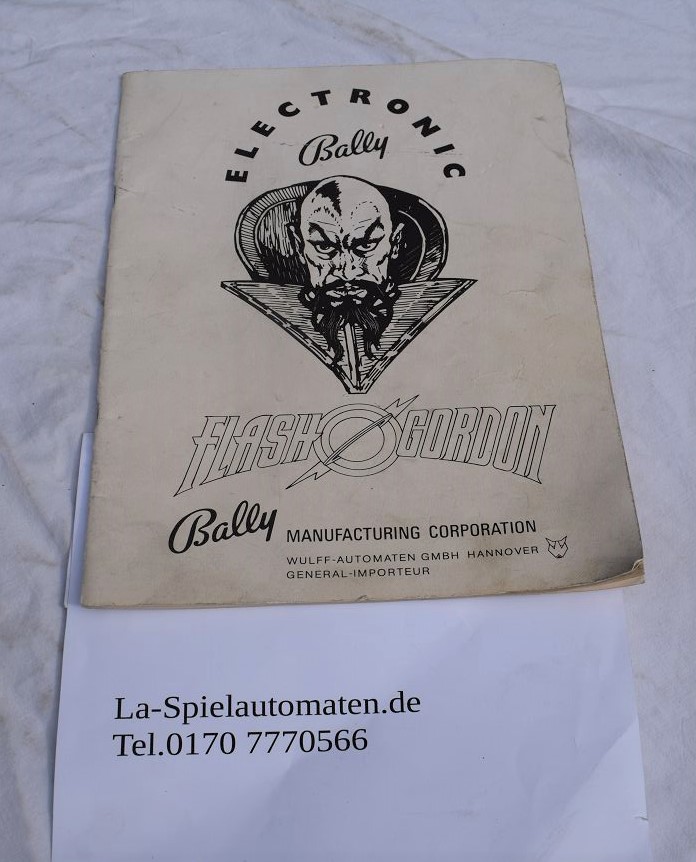 ELECTRONIC
Bally
FLASH GORDON
Bally MANUFACTURING CORPORATION
WULFF-AUTOMATEN GMBH HANNOVER
GENERAL-IMPORTEUR
La-Spielautomaten.de
Tel.0170 7770566